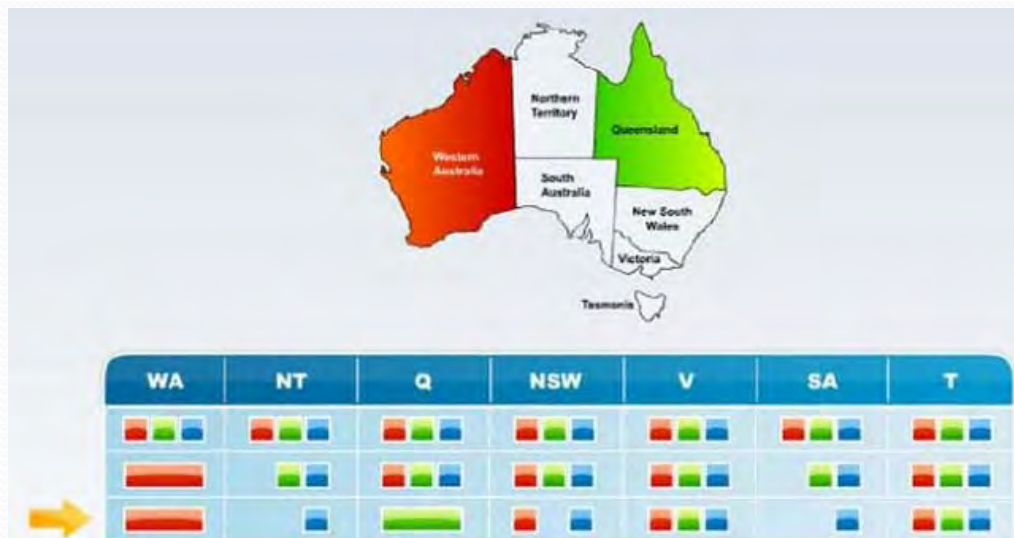 Northern
Territory
Queensland
Western
Australia
South
Australia
New South
Wales
Victoria
Tasmania
WA NT Q NSW V SA T